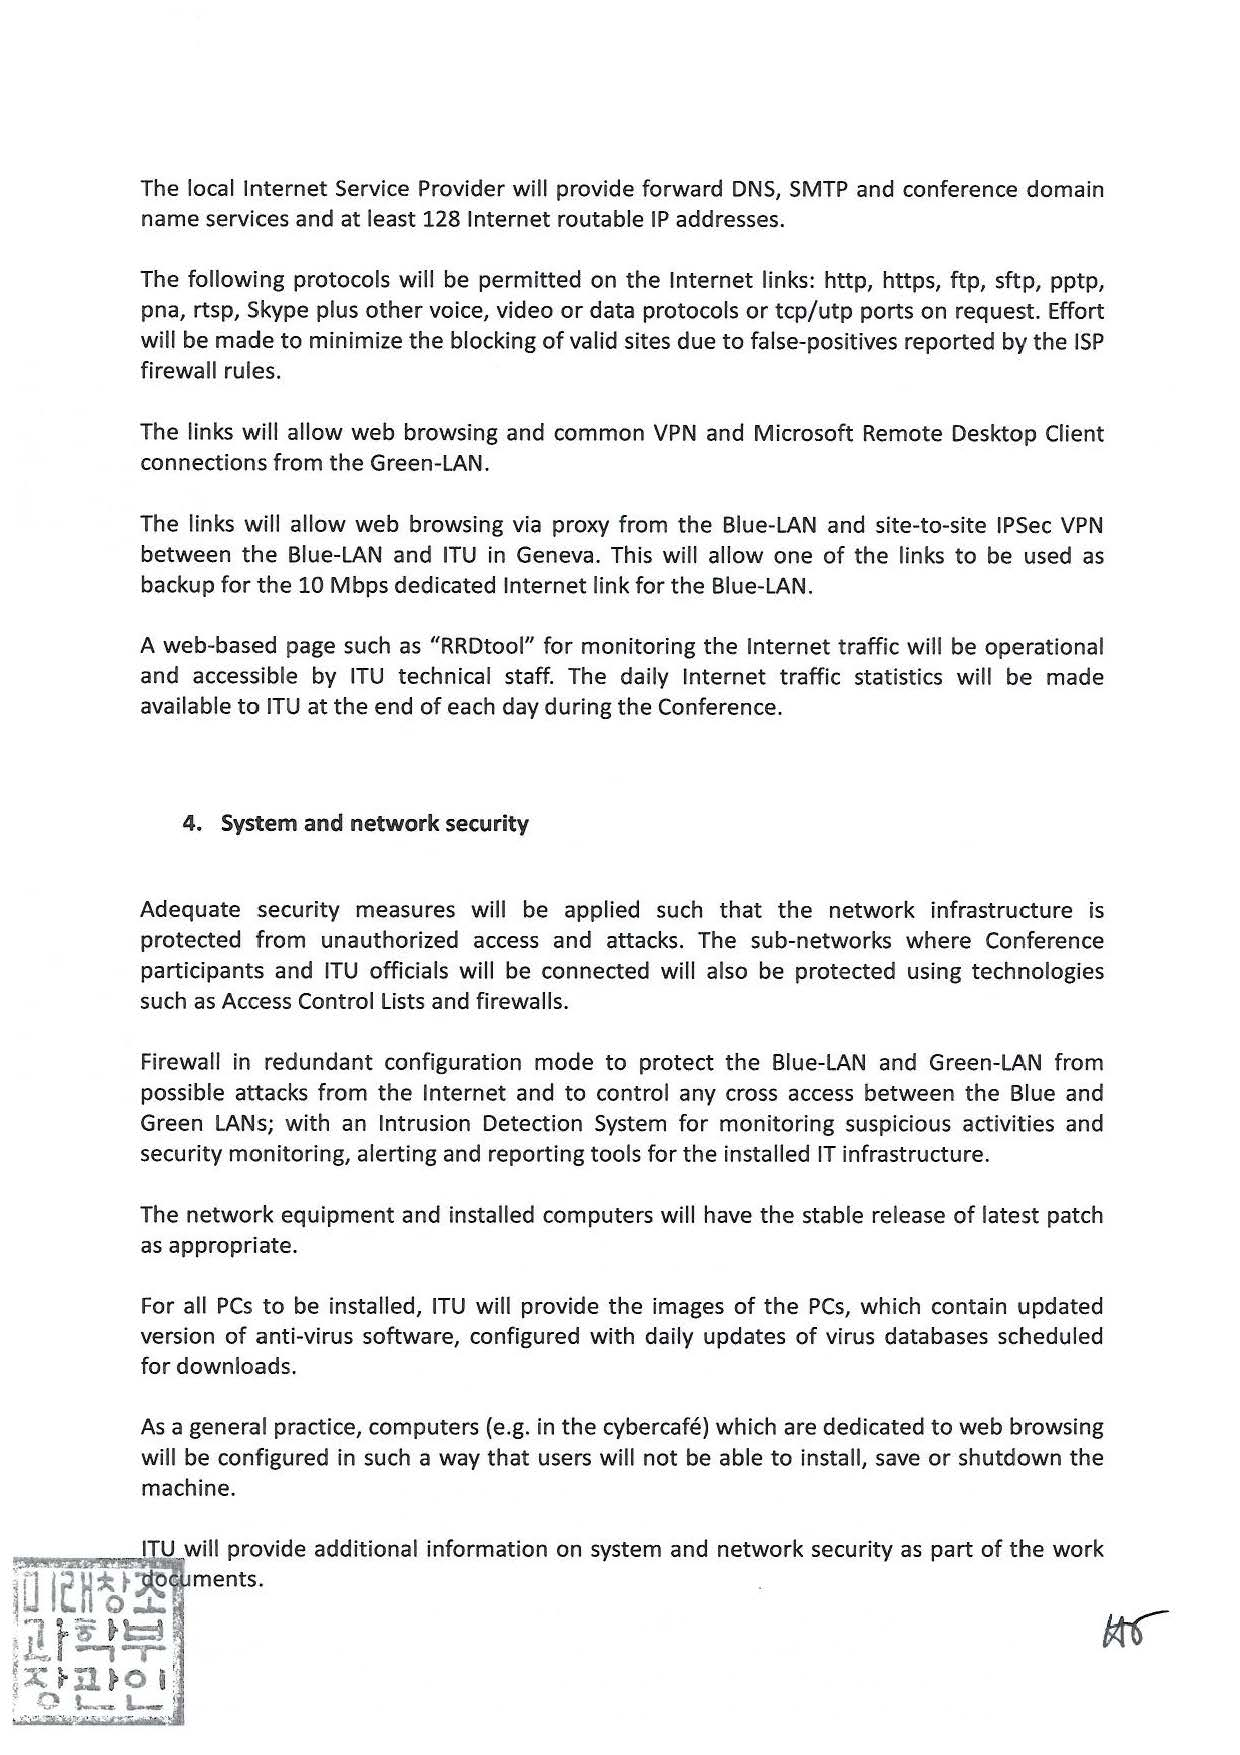 The local Internet Service Provider will provide forward DNS, SMTP and conference domain
name services and at least 128 Internet routable IP addresses.
The following protocols will be permitted on the Internet links: http, https, ftp, sftp, pptp,
pna, rtsp, Skype plus other voice, video or data protocols or tcp/utp ports on request. Effort
will be made to minimize the blocking of valid sites due to false-positives reported by the ISP
firewall rules.
The links will allow web browsing and common VPN and Microsoft Remote Desktop Client
connections from the Green-LAN.
The links will allow web browsing via proxy from the Blue-LAN and site-to-site IPSec VPN
between the Blue-LAN and ITU in Geneva. This will allow one of the links to be used as
backup for the 10 Mbps dedicated Internet link for the Blue-LAN.
A web-based page such as “RRDtool” for monitoring the Internet traffic will be operational
and accessible by ITU technical staff. The daily Internet traffic statistics will be made
available to ITU at the end of each day during the Conference.
4. System and network security
Adequate security measures will be applied such that the network infrastructure is
protected from unauthorized access and attacks. The sub-networks where Conference
participants and ITU officials will be connected will also be protected using technologies
such as Access Control Lists and firewalls.
Firewall in redundant configuration mode to protect the Blue-LAN and Green-LAN from
possible attacks from the Internet and to control any cross access between the Blue and
Green LANs; with an Intrusion Detection System for monitoring suspicious activities and
security monitoring, alerting and reporting tools for the installed IT infrastructure.
The network equipment and installed computers will have the stable release of latest patch
as appropriate.
For all PCs to be installed, ITU will provide the images of the PCs, which contain updated
version of anti-virus software, configured with daily updates of virus databases scheduled
for downloads.
As a general practice, computers (e.g. in the cybercafé) which are dedicated to web browsing
will be configured in such a way that users will not be able to install, save or shutdown the
machine.
ITU will provide additional information on system and network security as part of the work
documents.
미래창조
과학부
장관인